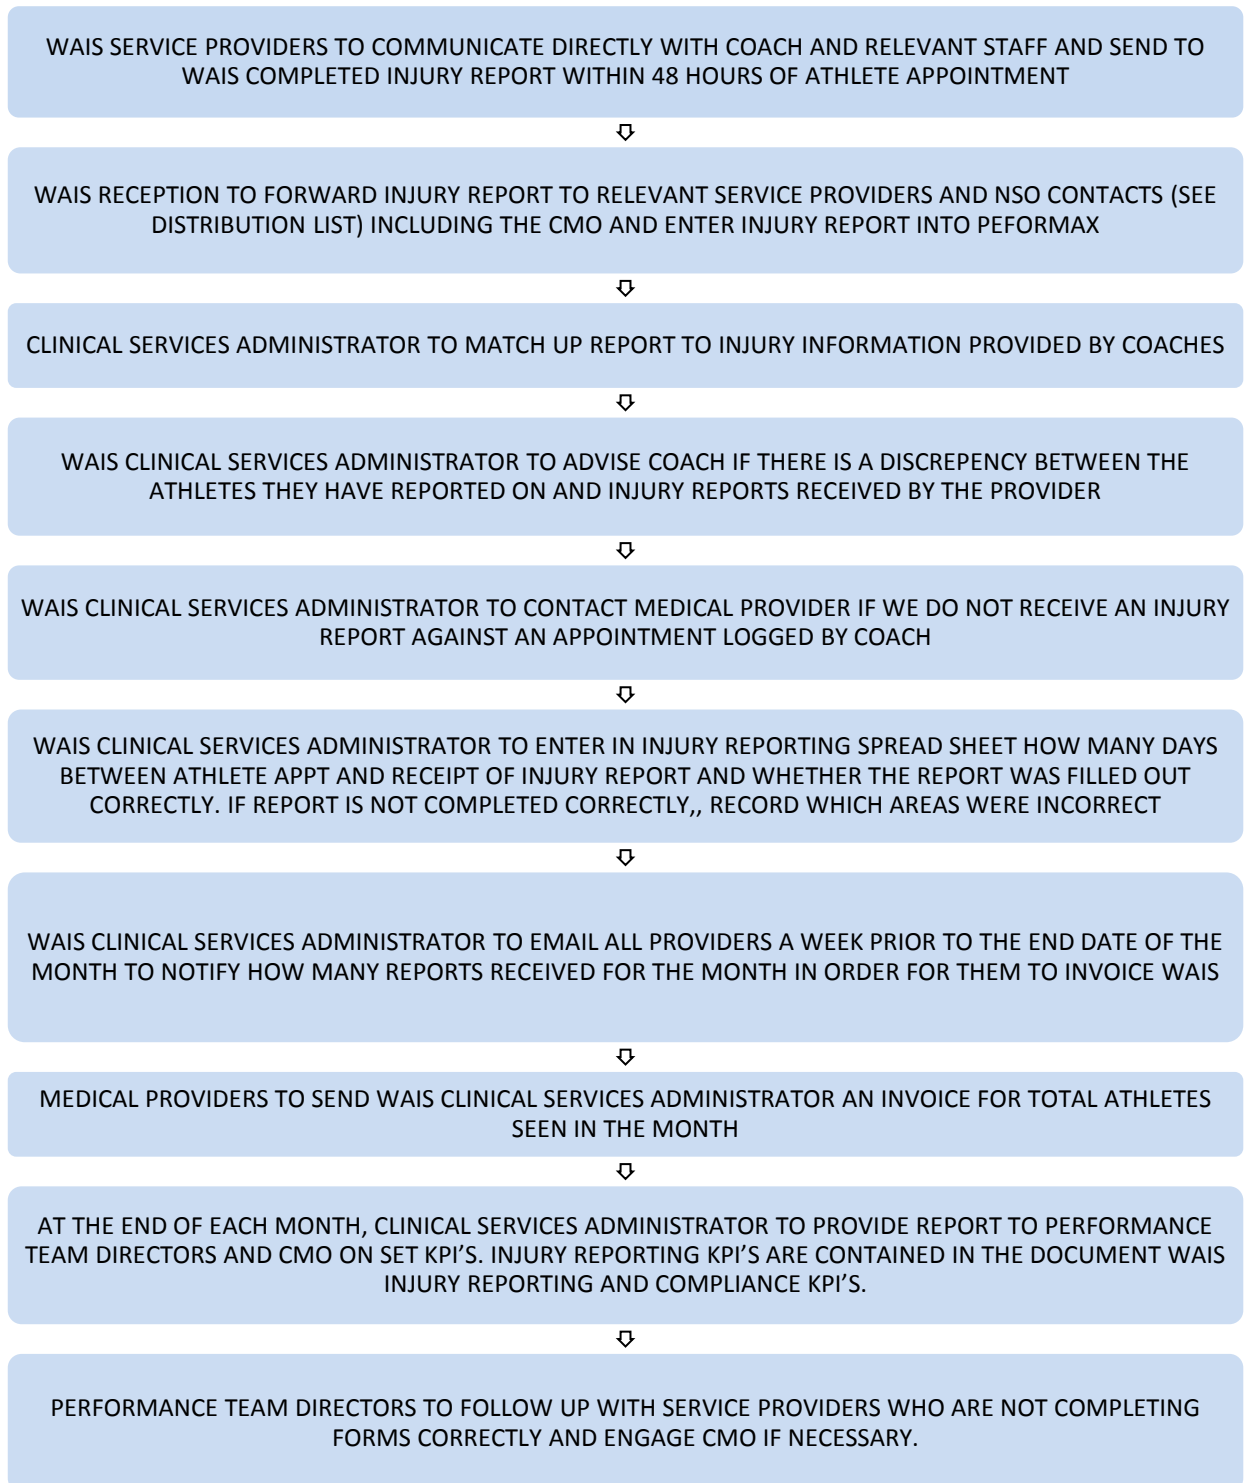 WAIS SERVICE PROVIDERS TO COMMUNICATE DIRECTLY WITH COACH AND RELEVANT STAFF AND SEND TO
WAIS COMPLETED INJURY REPORT WITHIN 48 HOURS OF ATHLETE APPOINTMENT
WAIS RECEPTION TO FORWARD INJURY REPORT TO RELEVANT SERVICE PROVIDERS AND NSO CONTACTS (SEE
DISTRIBUTION LIST) INCLUDING THE CMO AND ENTER INJURY REPORT INTO PEFORMAX
CLINICAL SERVICES ADMINISTRATOR TO MATCH UP REPORT TO INJURY INFORMATION PROVIDED BY COACHES
WAIS CLINICAL SERVICES ADMINISTRATOR TO ADVISE COACH IF THERE IS A DISCREPENCY BETWEEN THE
ATHLETES THEY HAVE REPORTED ON AND INJURY REPORTS RECEIVED BY THE PROVIDER
WAIS CLINICAL SERVICES ADMINISTRATOR TO CONTACT MEDICAL PROVIDER IF WE DO NOT RECEIVE AN INJURY
REPORT AGAINST AN APPOINTMENT LOGGED BY COACH
WAIS CLINICAL SERVICES ADMINISTRATOR TO ENTER IN INJURY REPORTING SPREAD SHEET HOW MANY DAYS
BETWEEN ATHLETE APPT AND RECEIPT OF INJURY REPORT AND WHETHER THE REPORT WAS FILLED OUT
CORRECTLY. IF REPORT IS NOT COMPLETED CORRECTLY,, RECORD WHICH AREAS WERE INCORRECT
WAIS CLINICAL SERVICES ADMINISTRATOR TO EMAIL ALL PROVIDERS A WEEK PRIOR TO THE END DATE OF THE
MONTH TO NOTIFY HOW MANY REPORTS RECEIVED FOR THE MONTH IN ORDER FOR THEM TO INVOICE WAIS
MEDICAL PROVIDERS TO SEND WAIS CLINICAL SERVICES ADMINISTRATOR AN INVOICE FOR TOTAL ATHLETES
SEEN IN THE MONTH
AT THE END OF EACH MONTH, CLINICAL SERVICES ADMINISTRATOR TO PROVIDE REPORT TO PERFORMANCE
TEAM DIRECTORS AND CMO ON SET KPI’S. INJURY REPORTING KPI’S ARE CONTAINED IN THE DOCUMENT WAIS
INJURY REPORTING AND COMPLIANCE KPI’S.
PERFORMANCE TEAM DIRECTORS TO FOLLOW UP WITH SERVICE PROVIDERS WHO ARE NOT COMPLETING
FORMS CORRECTLY AND ENGAGE CMO IF NECESSARY.